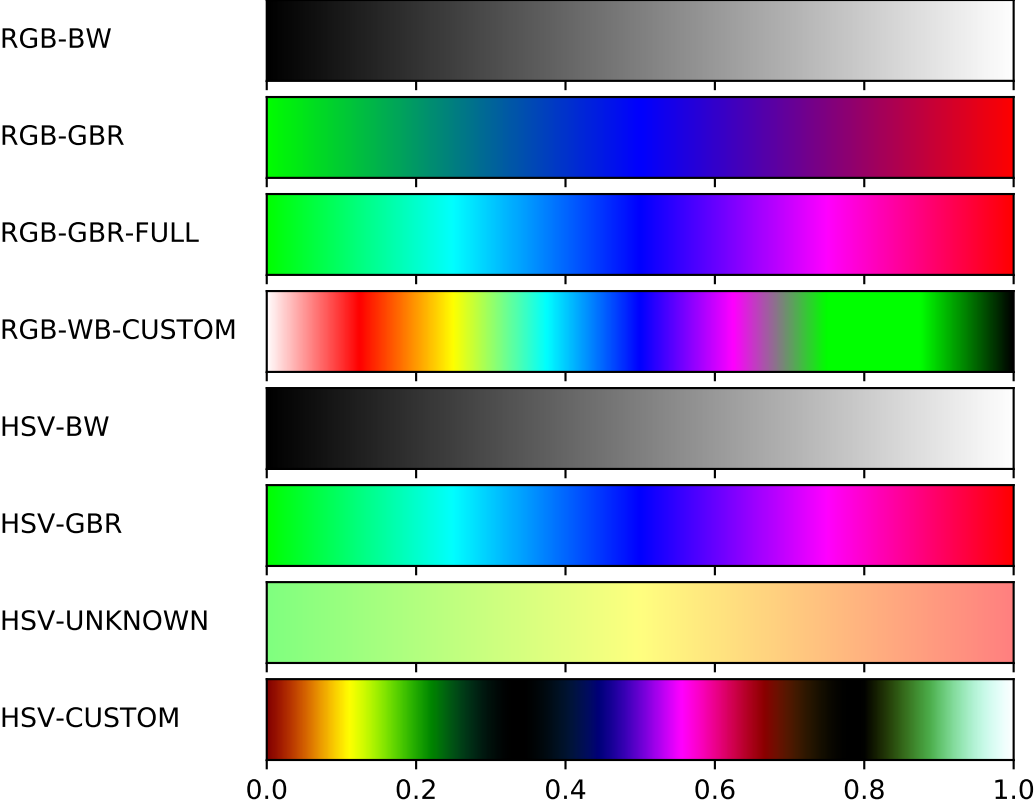 RGB-BW
RGB-GBR
RGB-GBR-FULL
RGB-WB-CUSTOM
HSV-BW
HSV-GBR
HSV-UNKNOWN
HSV-CUSTOM
0.0 0.2 0.4 0.6 0.8 1.0